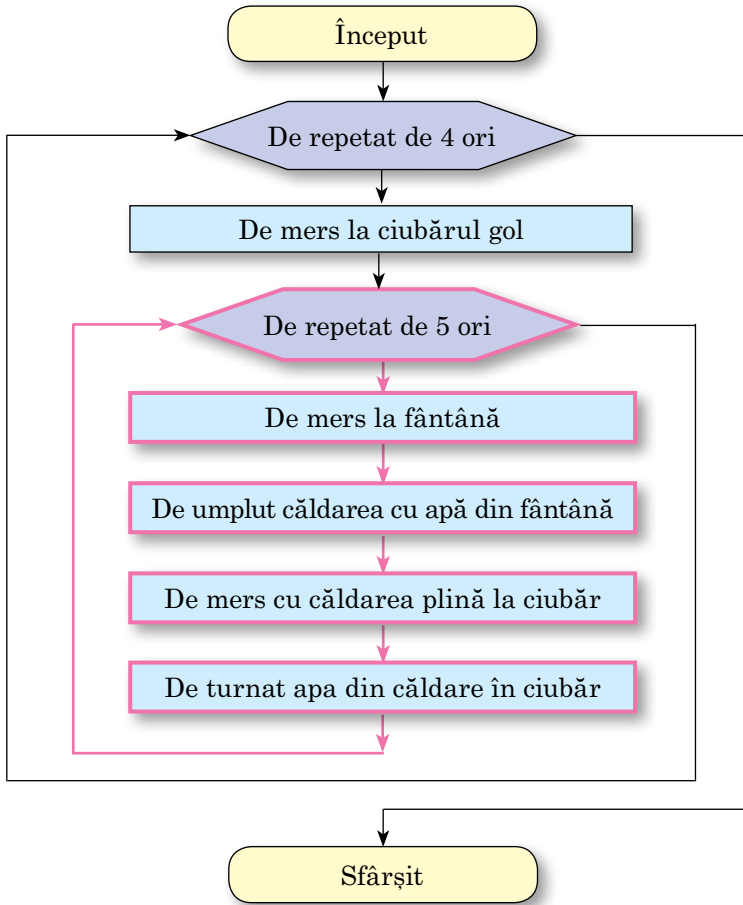 Început
De repetat de 4 ori
De mers la ciubărul gol
De repetat de 5 ori
De mers la fântână
De umplut căldarea cu apă din fântână
De mers cu căldarea plină la ciubăr
De turnat apa din căldare în ciubăr
Sfârșit